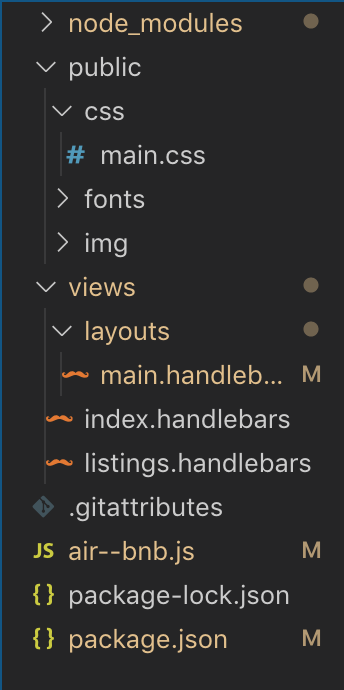 node_modules
public
css
# main.css
fonts
img
views
layouts
main.handleb... M
index.handlebars
listings.handlebars
.gitattributes
JS air--bnb.js M
{ } package-lock.json
{ } package.json M